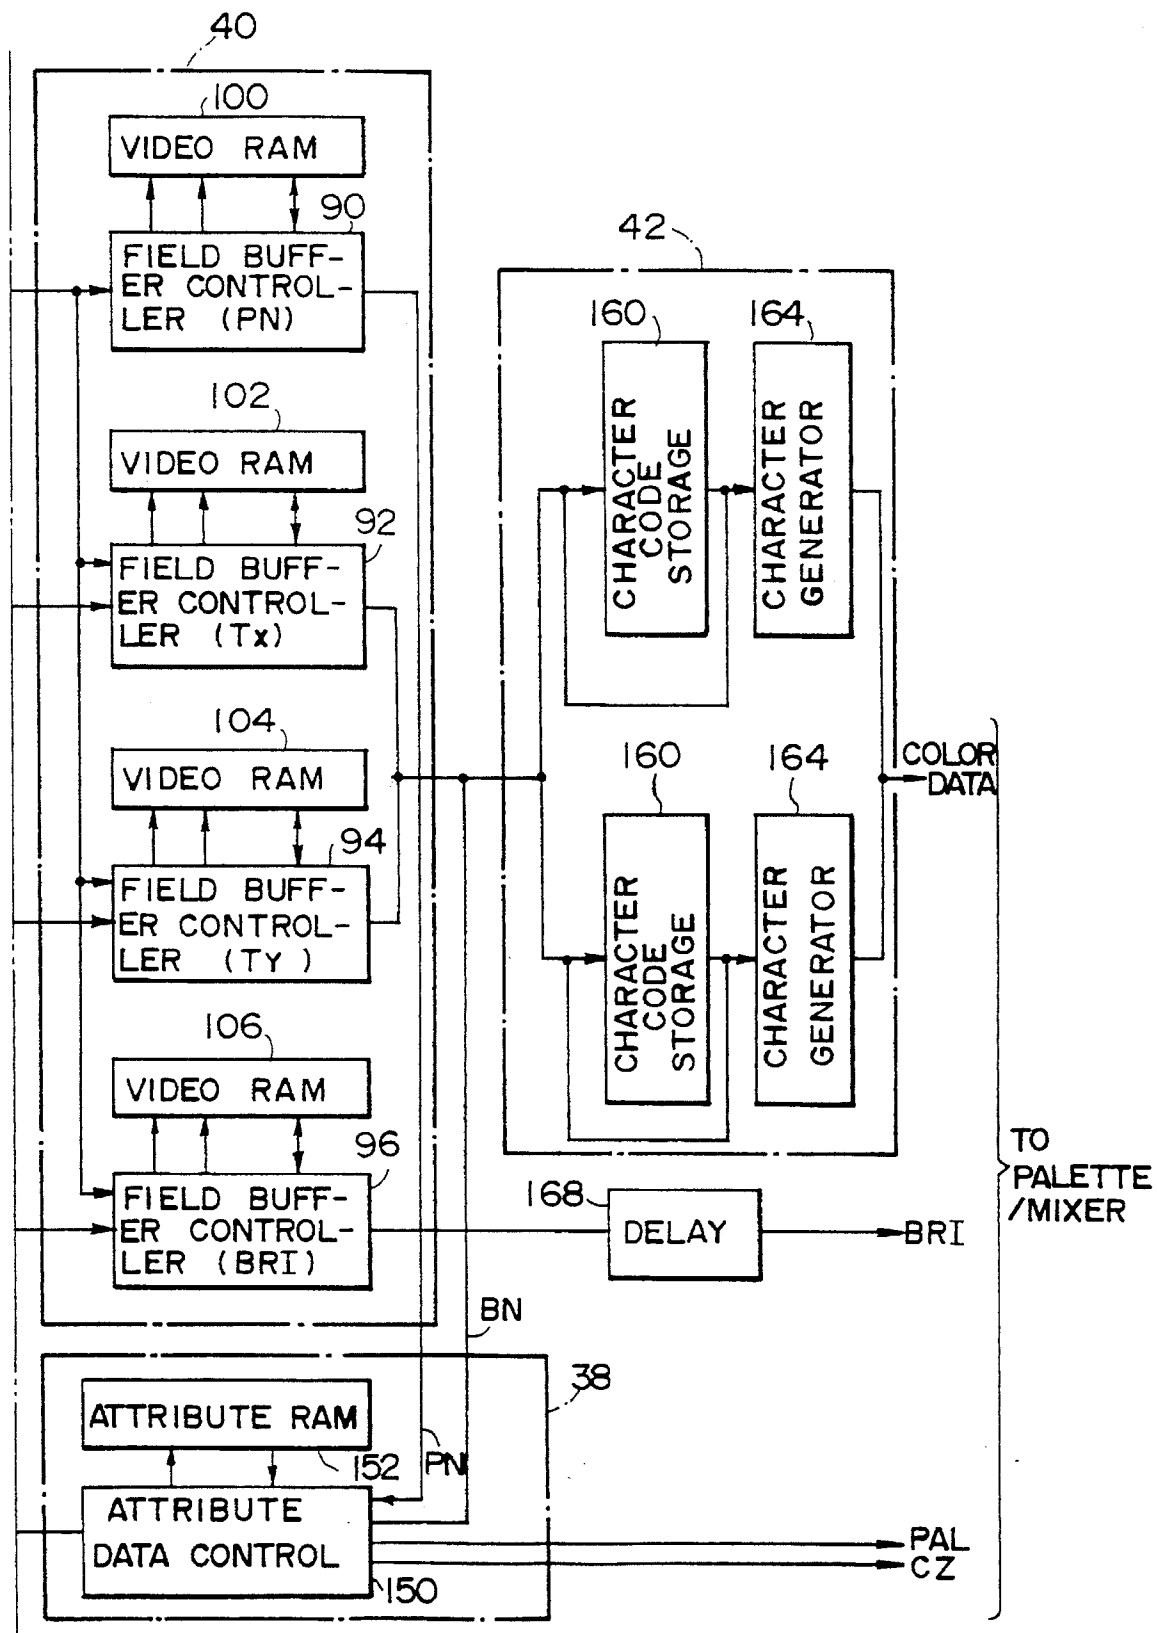 40
100
VIDEO RAM
90
FIELD BUFF-
ER CONTROL-
LER (PN)
102
VIDEO RAM
92
FIELD BUFF-
ER CONTROL-
LER (Tx)
104
VIDEO RAM
94
FIELD BUFF-
ER CONTROL-
LER (TY)
106
VIDEO RAM
96
FIELD BUFF-
ER CONTROL-
LER (BRI)
42
160
CHARACTER
CODE
STORAGE
164
CHARACTER
GENERATOR
160
CHARACTER
CODE
STORAGE
164
CHARACTER
GENERATOR
COLOR
DATA
168
DELAY
BRI
TO
PALETTE
/MIXER
BN
38
ATTRIBUTE RAM
152
PN
ATTRIBUTE
DATA CONTROL
150
PAL
CZ